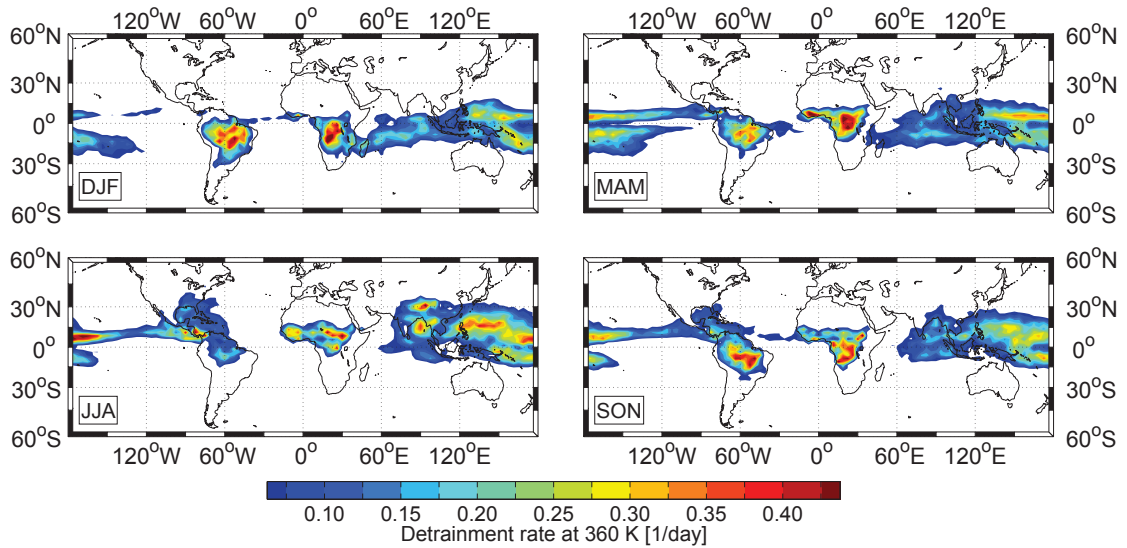 120°W 60°W 0° 60°E 120°E 120°W 60°W 0° 60°E 120°E
60°N 60°N
30°N 30°N
0° 0°
30°S 30°S
DJF MAM
60°S 60°S
60°N 60°N
30°N 30°N
0° 0°
30°S 30°S
JJA SON
60°S 60°S
120°W 60°W 0° 60°E 120°E 120°W 60°W 0° 60°E 120°E
0.10 0.15 0.20 0.25 0.30 0.35 0.40
Detrainment rate at 360 K [1/day]